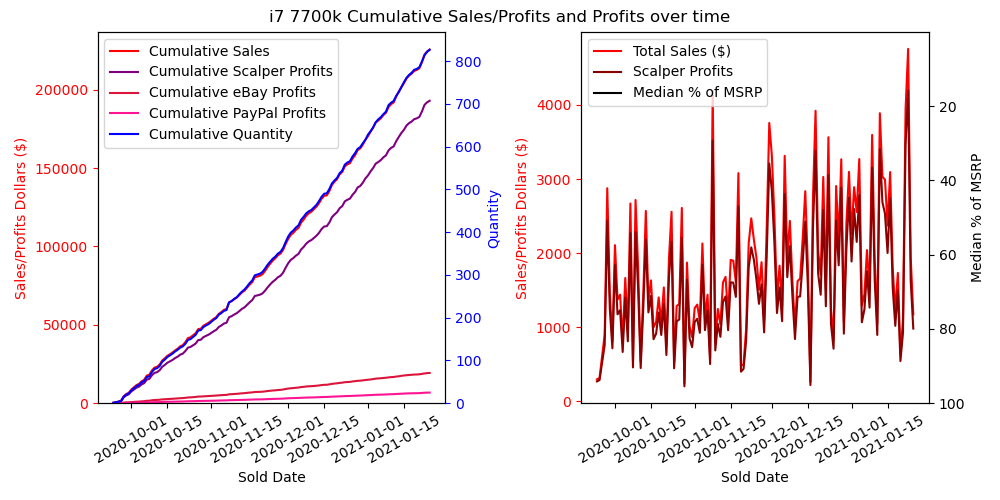 i7 7700k Cumulative Sales/Profits and Profits over time
Cumulative Sales
Cumulative Scalper Profits
Cumulative eBay Profits
Cumulative PayPal Profits
Cumulative Quantity
Sales/Profits Dollars ($)
200000
150000
100000
50000
0
800
700
600
500
400
300
200
100
0
Quantity
2020-10-01
2020-10-15
2020-11-01
2020-11-15
2020-12-01
2020-12-15
2021-01-01
2021-01-15
Sold Date
Total Sales ($)
Scalper Profits
Median % of MSRP
Sales/Profits Dollars ($)
4000
3000
2000
1000
0
20
40
60
80
100
Median % of MSRP
2020-10-01
2020-10-15
2020-11-01
2020-11-15
2020-12-01
2020-12-15
2021-01-01
2021-01-15
Sold Date